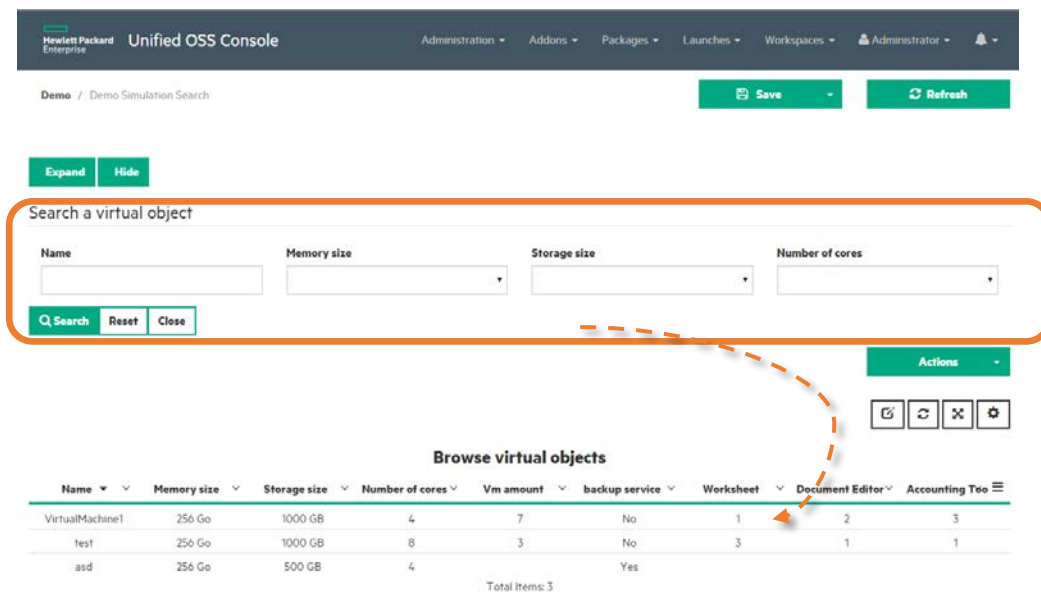 Hewlett Packard
Enterprise
Unified OSS Console
Administration Addons Packages Launches Workspaces Administrator
Demo / Demo Simulation Search
Save
Refresh
Expand Hide
Search a virtual object
Name Memory size Storage size Number of cores
Search Reset Close
Actions
Browse virtual objects
Name Memory size Storage size Number of cores Vm amount backup service Worksheet Document Editor Accounting Too
VirtualMachine1 256 Go 1000 GB 4 7 No 1 2 3
test 256 Go 1000 GB 8 3 No 3 1 1
asd 256 Go 500 GB 4 Yes
Total Items: 3